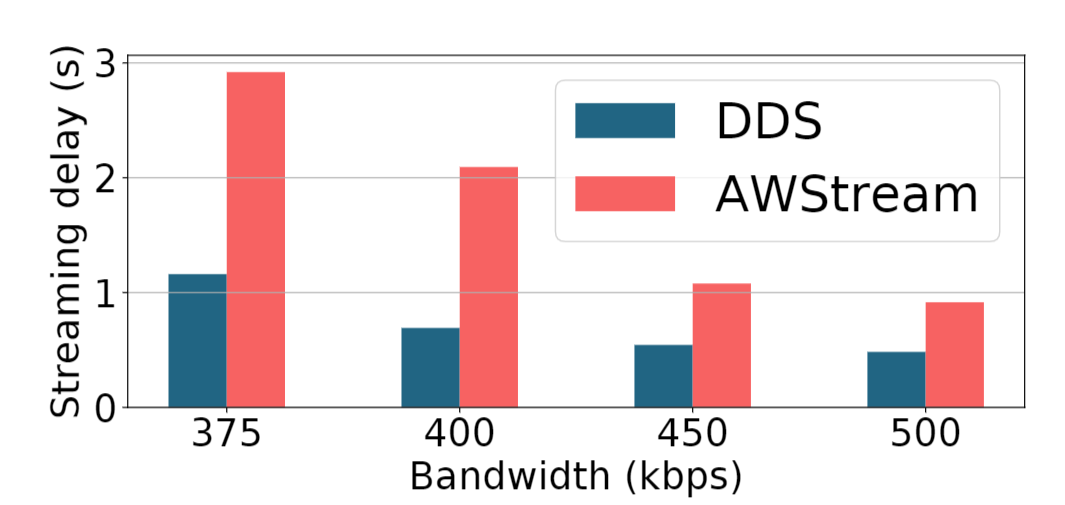 Streaming delay (s)
3
2
1
0
DDS
AWStream
375 400 450 500
Bandwidth (kbps)